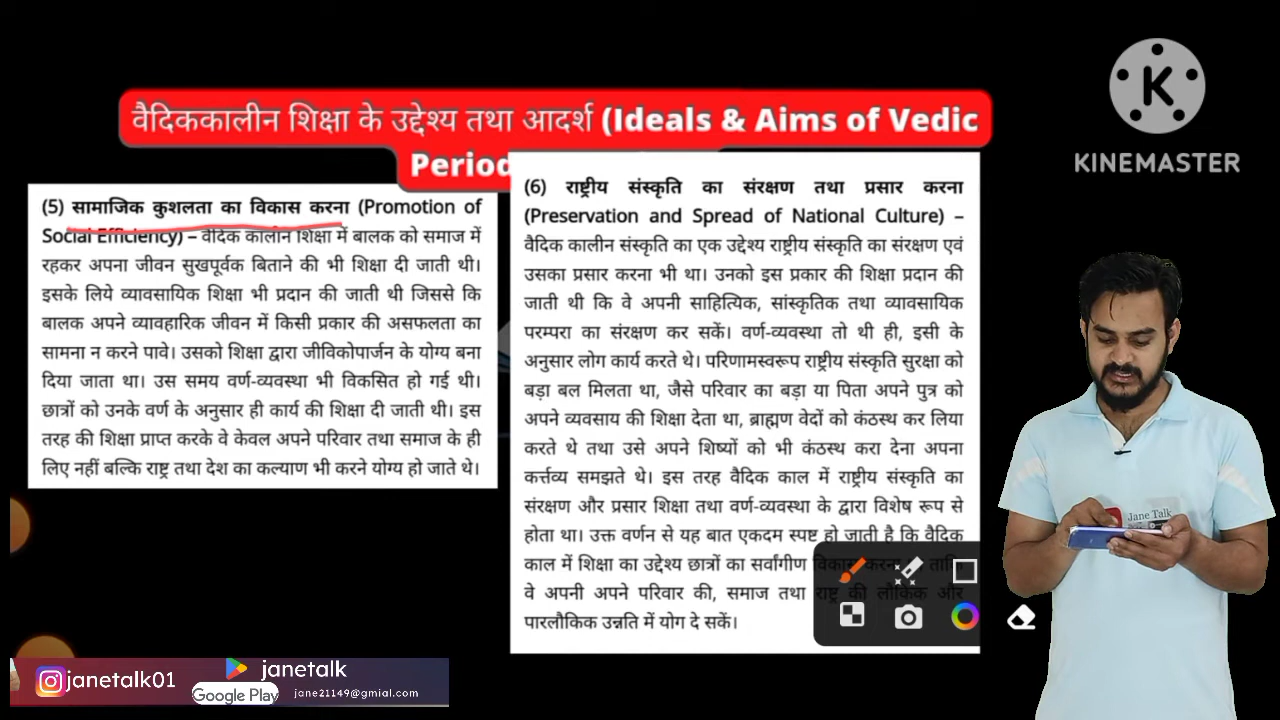 वैदिककालीन शिक्षा के उद्देश्य तथा आदर्श (Ideals & Aims of Vedic
Period
KINEMASTER
(5) सामाजिक कुशलता का विकास करना (Promotion of
Social Efficiency) – वैदिक कालीन शिक्षा में बालक को समाज में
रहकर अपना जीवन सुखपूर्वक बिताने की भी शिक्षा दी जाती थी।
इसके लिये व्यावसायिक शिक्षा भी प्रदान की जाती थी जिससे कि
बालक अपने व्यावहारिक जीवन में किसी प्रकार की असफलता का
सामना न करने पावे। उसको शिक्षा द्वारा जीविकोपार्जन के योग्य बना
दिया जाता था। उस समय वर्ण-व्यवस्था भी विकसित हो गई थी।
छात्रों को उनके वर्ण के अनुसार ही कार्य की शिक्षा दी जाती थी। इस
तरह की शिक्षा प्राप्त करके वे केवल अपने परिवार तथा समाज के ही
लिए नहीं बल्कि राष्ट्र तथा देश का कल्याण भी करने योग्य हो जाते थे।
(6) राष्ट्रीय संस्कृति का संरक्षण तथा प्रसार करना
(Preservation and Spread of National Culture) –
वैदिक कालीन संस्कृति का एक उद्देश्य राष्ट्रीय संस्कृति का संरक्षण एवं
उसका प्रसार करना भी था। उनको इस प्रकार की शिक्षा प्रदान की
जाती थी कि वे अपनी साहित्यिक, सांस्कृतिक तथा व्यावसायिक
परम्परा का संरक्षण कर सकें। वर्ण-व्यवस्था तो थी ही, इसी के
अनुसार लोग कार्य करते थे। परिणामस्वरूप राष्ट्रीय संस्कृति सुरक्षा को
बड़ा बल मिलता था, जैसे परिवार का बड़ा या पिता अपने पुत्र को
अपने व्यवसाय की शिक्षा देता था, ब्राह्मण वेदों को कंठस्थ कर लिया
करते थे तथा उसे अपने शिष्यों को भी कंठस्थ करा देना अपना
कर्त्तव्य समझते थे। इस तरह वैदिक काल में राष्ट्रीय संस्कृति का
संरक्षण और प्रसार शिक्षा तथा वर्ण-व्यवस्था के द्वारा विशेष रूप से
होता था। उक्त वर्णन से यह बात एकदम स्पष्ट हो जाती है कि वैदिक
काल में शिक्षा का उद्देश्य छात्रों का सर्वांगीण विकास करना ताकि
वे अपनी अपने परिवार की, समाज तथा राष्ट्र की लौकिक और
पारलौकिक उन्नति में योग दे सकें।
Jane Talk
janetalk01
janetalk
Google Play
jane21149@gmial.com